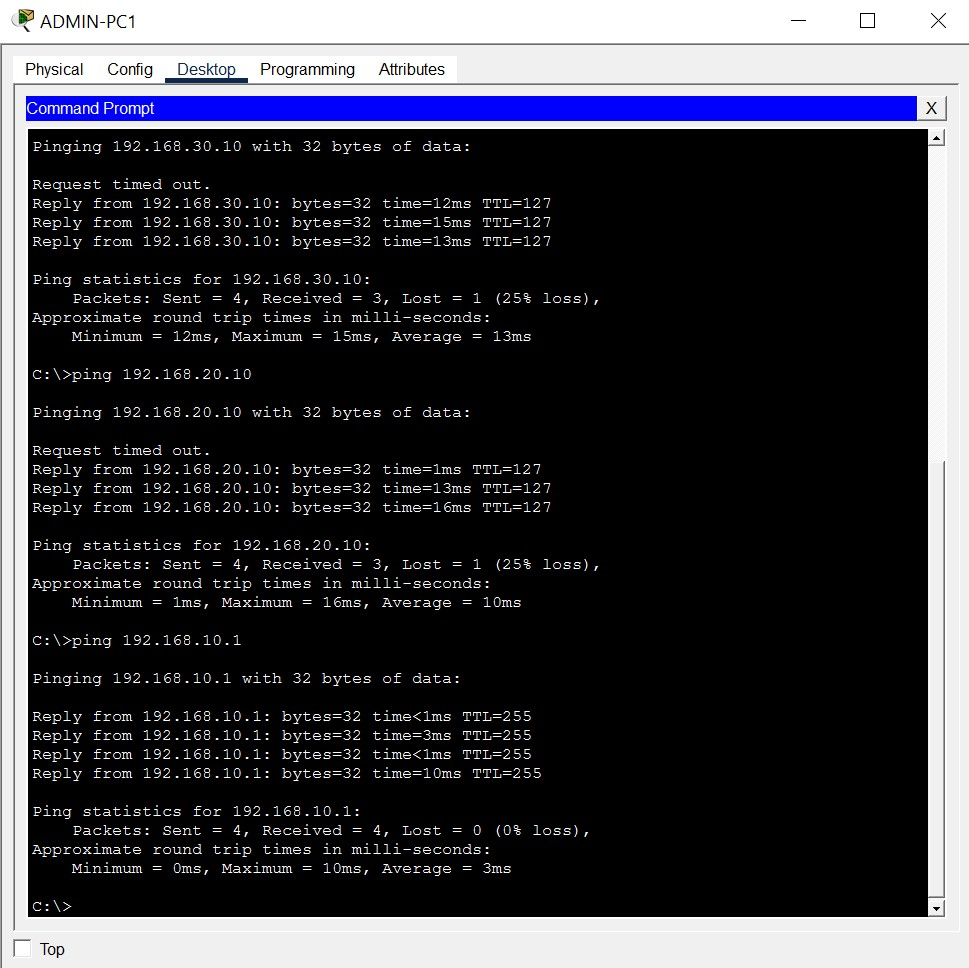 ADMIN-PC1
Physical Config Desktop Programming Attributes
Command Prompt X
Pinging 192.168.30.10 with 32 bytes of data:
Request timed out.
Reply from 192.168.30.10: bytes=32 time=12ms TTL=127
Reply from 192.168.30.10: bytes=32 time=15ms TTL=127
Reply from 192.168.30.10: bytes=32 time=13ms TTL=127
Ping statistics for 192.168.30.10:
    Packets: Sent = 4, Received = 3, Lost = 1 (25% loss),
Approximate round trip times in milli-seconds:
    Minimum = 12ms, Maximum = 15ms, Average = 13ms
C:\>ping 192.168.20.10
Pinging 192.168.20.10 with 32 bytes of data:
Request timed out.
Reply from 192.168.20.10: bytes=32 time=1ms TTL=127
Reply from 192.168.20.10: bytes=32 time=13ms TTL=127
Reply from 192.168.20.10: bytes=32 time=16ms TTL=127
Ping statistics for 192.168.20.10:
    Packets: Sent = 4, Received = 3, Lost = 1 (25% loss),
Approximate round trip times in milli-seconds:
    Minimum = 1ms, Maximum = 16ms, Average = 10ms
C:\>ping 192.168.10.1
Pinging 192.168.10.1 with 32 bytes of data:
Reply from 192.168.10.1: bytes=32 time<1ms TTL=255
Reply from 192.168.10.1: bytes=32 time=3ms TTL=255
Reply from 192.168.10.1: bytes=32 time<1ms TTL=255
Reply from 192.168.10.1: bytes=32 time=10ms TTL=255
Ping statistics for 192.168.10.1:
    Packets: Sent = 4, Received = 4, Lost = 0 (0% loss),
Approximate round trip times in milli-seconds:
    Minimum = 0ms, Maximum = 10ms, Average = 3ms
C:\>
Top